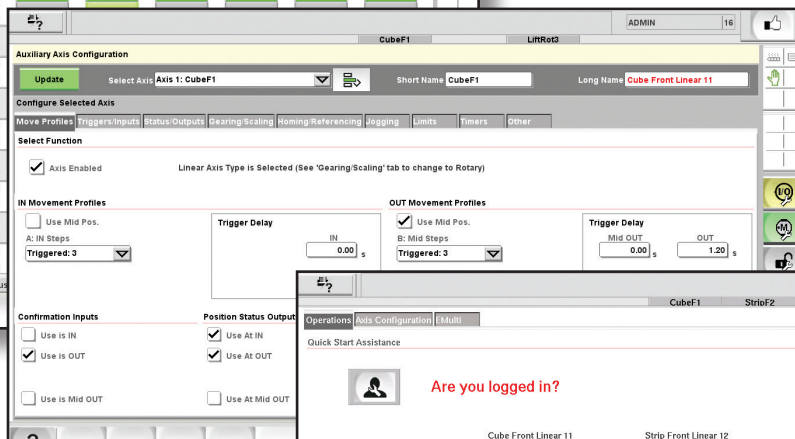 ADMIN 16
CubeF1 LiftRot3
Auxiliary Axis Configuration
Update Select Axis Axis 1: CubeF1 Short Name CubeF1 Long Name Cube Front Linear 11
Configure Selected Axis
Move Profiles Triggers/Inputs Status/Outputs Gearing/Scaling Homing/Referencing Jogging Limits Timers Other
Select Function
Axis Enabled Linear Axis Type is Selected (See 'Gearing/Scaling' tab to change to Rotary)
IN Movement Profiles OUT Movement Profiles
Use Mid Pos. Trigger Delay Use Mid Pos. Trigger Delay
A: IN Steps IN B: Mid Steps Mid OUT OUT
Triggered: 3 0.00 s Triggered: 3 0.00 s 1.20 s
I/O
M
Confirmation Inputs Position Status Output
Use is IN Use At IN
Use is OUT Use At OUT
Use is Mid OUT Use At Mid OUT
?
CubeF1 StripF2
Operations Axis Configuration EMulti
Quick Start Assistance
Are you logged in?
Cube Front Linear 11 Strip Front Linear 12